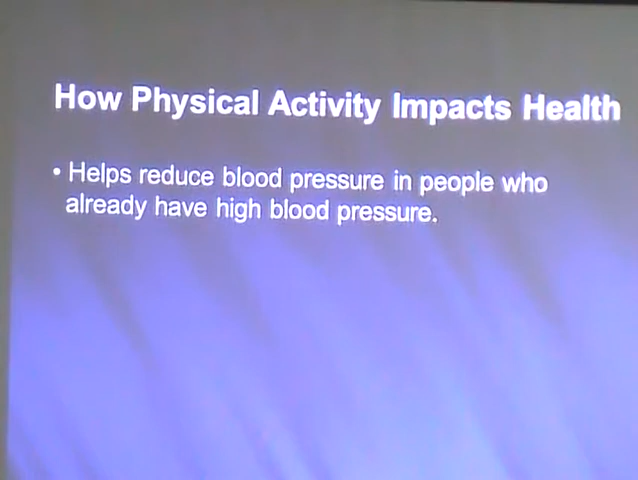 How Physical Activity Impacts Health
• Helps reduce blood pressure in people who
already have high blood pressure.